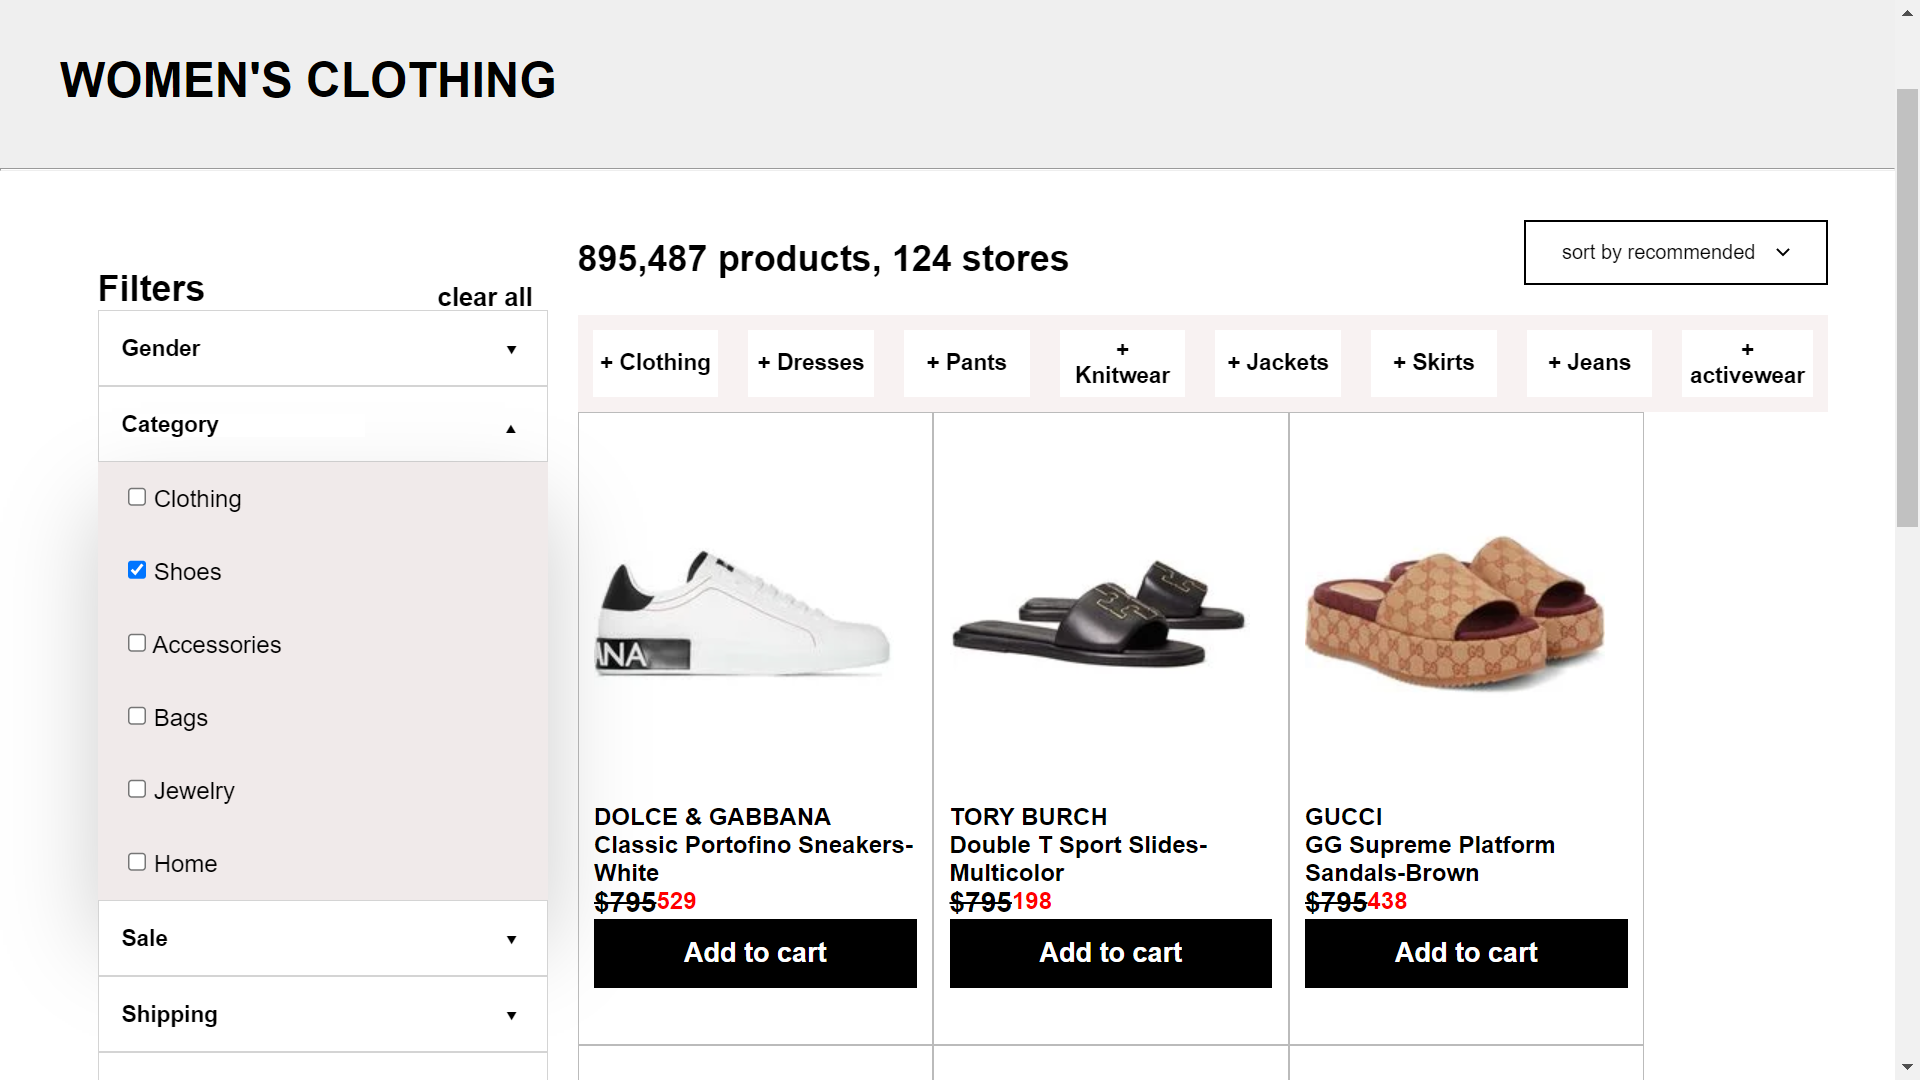 WOMEN'S CLOTHING
895,487 products, 124 stores
sort by recommended
Filters
clear all
Gender
Category
Clothing
Shoes
Accessories
Bags
Jewelry
Home
Sale
Shipping
+ Clothing
+ Dresses
+ Pants
+
Knitwear
+ Jackets
+ Skirts
+ Jeans
+
activewear
ANA
DOLCE & GABBANA
Classic Portofino Sneakers-
White
$795529
Add to cart
TORY BURCH
Double T Sport Slides-
Multicolor
$795198
Add to cart
GUCCI
GG Supreme Platform
Sandals-Brown
$795438
Add to cart